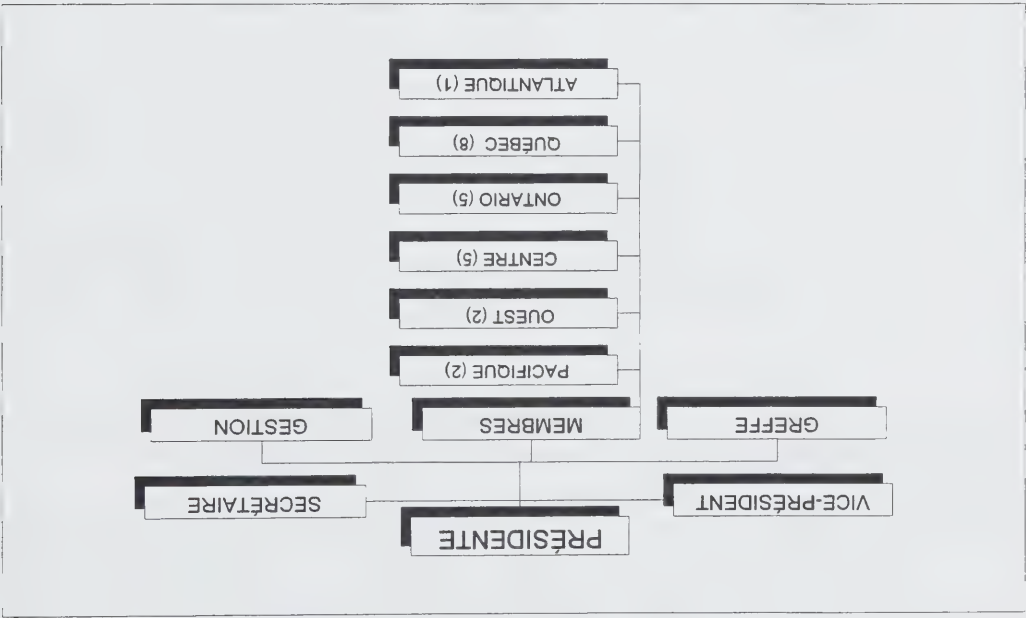 PRÉSIDENTE
VICE-PRÉSIDENT
SECRÉTAIRE
GREFFE
MEMBRES
GESTION
PACIFIQUE (2)
OUEST (2)
CENTRE (5)
ONTARIO (5)
QUÉBEC (8)
ATLANTIQUE (1)